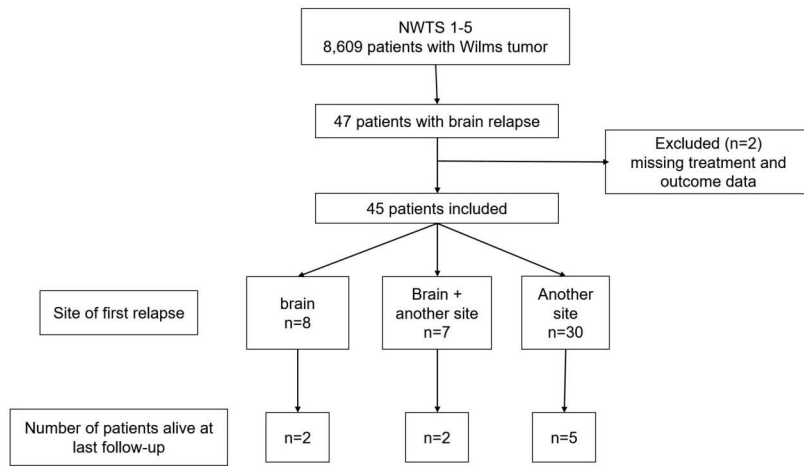 NWTS 1-5
8,609 patients with Wilms tumor
47 patients with brain relapse
Excluded (n=2)
missing treatment and
outcome data
45 patients included
Site of first relapse
brain
n=8
Brain +
another site
n=7
Another
site
n=30
Number of patients alive at
last follow-up
n=2
n=2
n=5